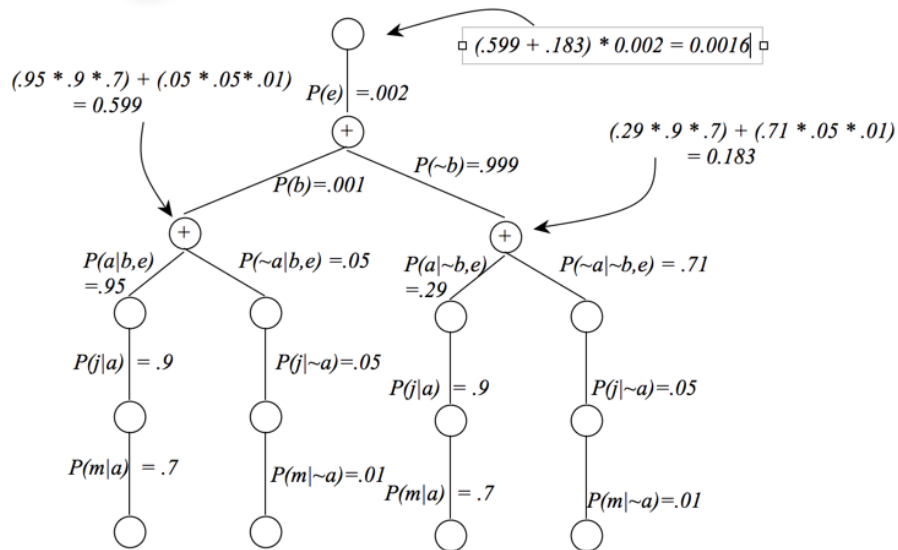 (.599 + .183) * 0.002 = 0.0016
(.95 * .9 * .7) + (.05 * .05* .01)
= 0.599
P(e) =.002
+
(.29 * .9 * .7) + (.71 * .05 * .01)
= 0.183
P(b)=.001
P(~b)=.999
+
+
P(a|b,e)
=.95
P(~a|b,e) =.05
P(a|~b,e)
=.29
P(~a|~b,e) = .71
P(j|a) = .9
P(j|~a)=.05
P(j|a) = .9
P(j|~a)=.05
P(m|a) = .7
P(m|~a)=.01
P(m|a) = .7
P(m|~a)=.01